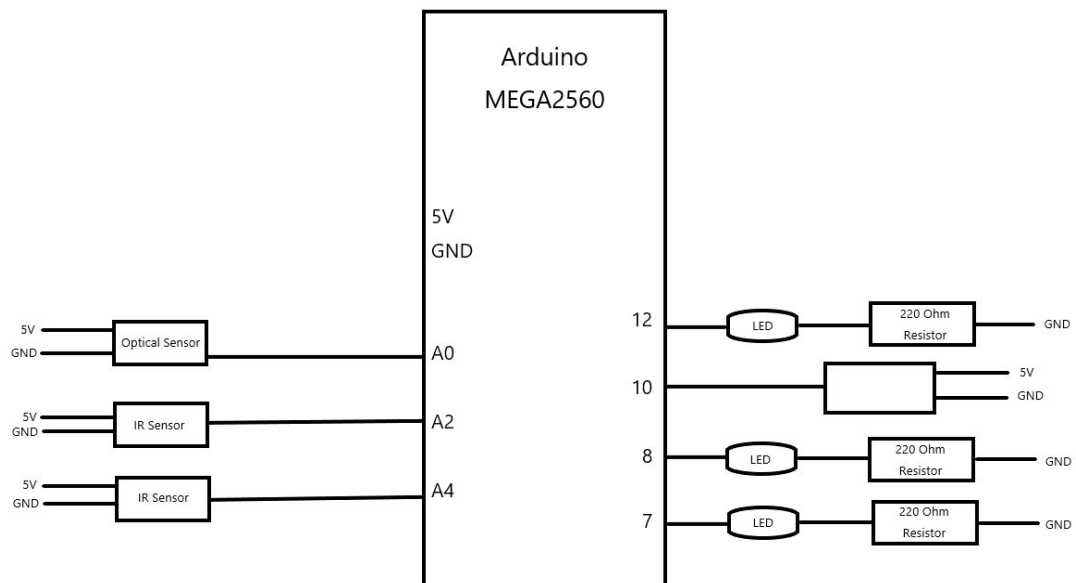 Arduino
MEGA2560
5V
GND
5V
GND
Optical Sensor
A0
5V
GND
IR Sensor
A2
5V
GND
IR Sensor
A4
12
LED
220 Ohm
Resistor
GND
10
5V
GND
8
LED
220 Ohm
Resistor
GND
7
LED
220 Ohm
Resistor
GND